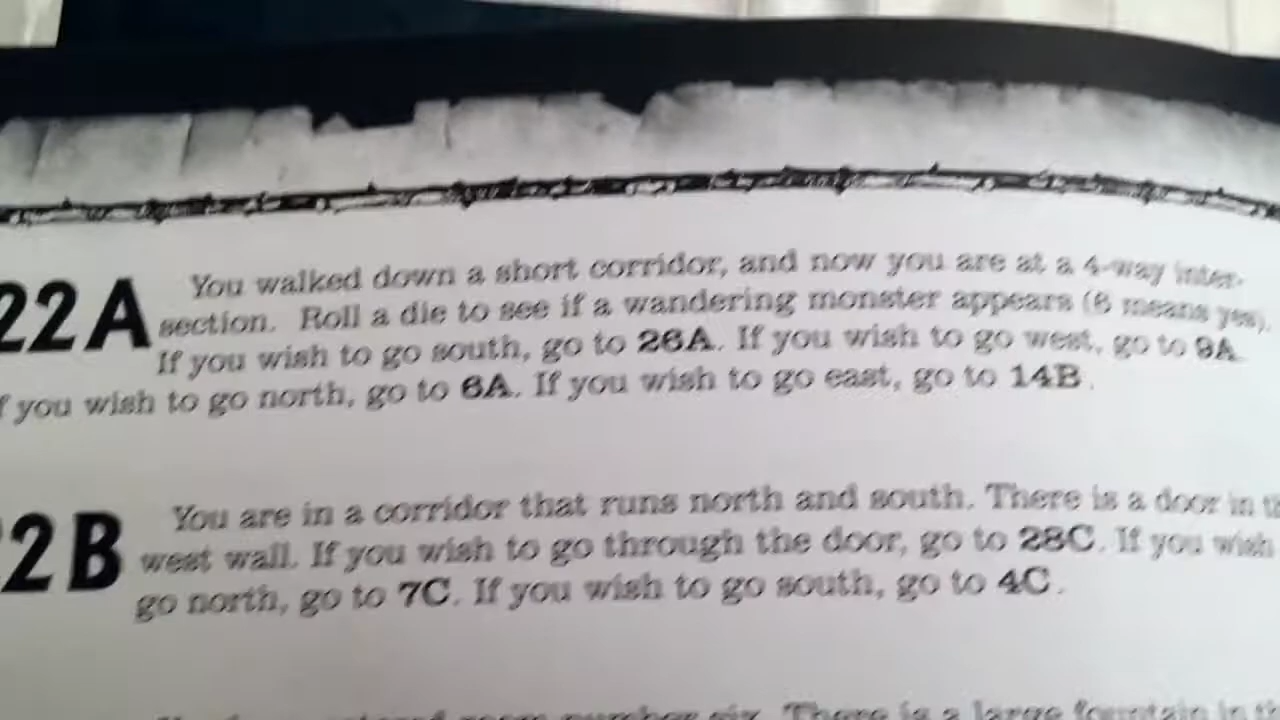 22A You walked down a short corridor, and now you are at a 4-way inter-
section. Roll a die to see if a wandering monster appears (6 means yes).
If you wish to go south, go to 26A. If you wish to go west, go to 9A
f you wish to go north, go to 6A. If you wish to go east, go to 14B.
2B You are in a corridor that runs north and south. There is a door in th
west wall. If you wish to go through the door, go to 28C. If you wish
go north, go to 7C. If you wish to go south, go to 4C.
room number six. There is a large fountain in th